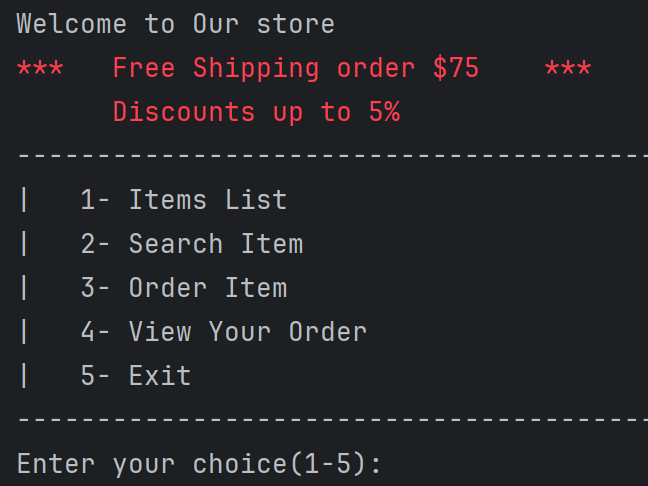 Welcome to Our store
***   Free Shipping order $75    ***
      Discounts up to 5%
----------------------------------------
|   1- Items List
|   2- Search Item
|   3- Order Item
|   4- View Your Order
|   5- Exit
----------------------------------------
Enter your choice(1-5):